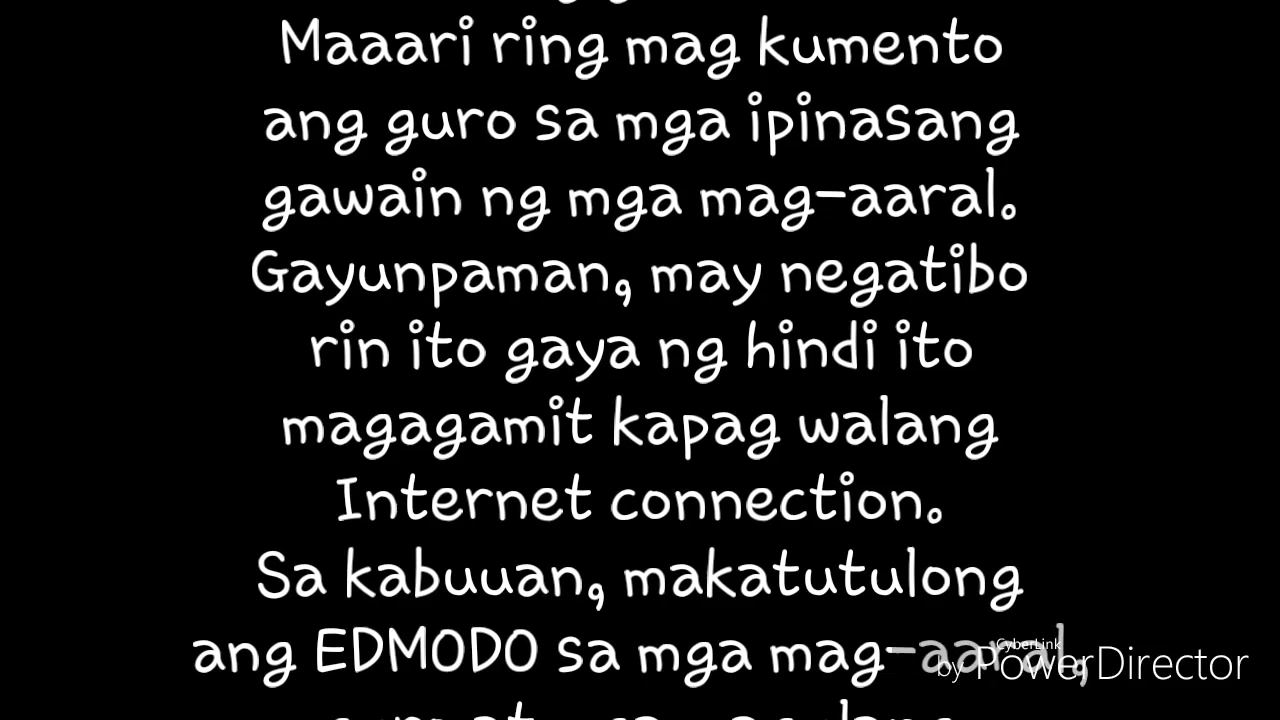 Maaari ring mag kumento
ang guro sa mga ipinasang
gawain ng mga mag-aaral.
Gayunpaman, may negatibo
rin ito gaya ng hindi ito
magagamit kapag walang
Internet connection.
Sa kabuuan, makatutulong
ang EDMODO sa mga mag-aaral,
CyberLink
by PowerDirector